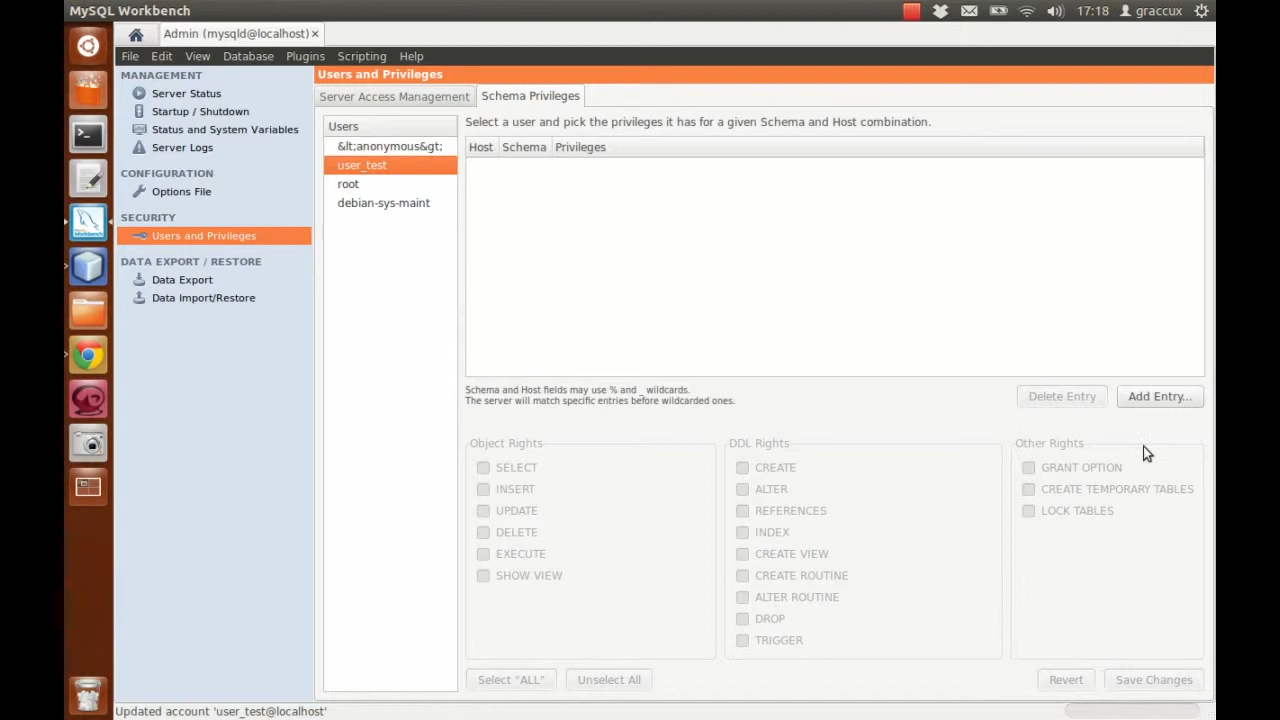 MySQL Workbench
17:18 graccux
Admin (mysqld@localhost) ×
File Edit View Database Plugins Scripting Help
MANAGEMENT
Server Status
Startup / Shutdown
Status and System Variables
Server Logs
CONFIGURATION
Options File
SECURITY
Users and Privileges
DATA EXPORT / RESTORE
Data Export
Data Import/Restore
Users and Privileges
Server Access Management Schema Privileges
Users
&lt;anonymous&gt;
user_test
root
debian-sys-maint
Select a user and pick the privileges it has for a given Schema and Host combination.
Host Schema Privileges
Schema and Host fields may use % and _ wildcards.
The server will match specific entries before wildcarded ones.
Delete Entry Add Entry...
Object Rights
SELECT
INSERT
UPDATE
DELETE
EXECUTE
SHOW VIEW
DDL Rights
CREATE
ALTER
REFERENCES
INDEX
CREATE VIEW
CREATE ROUTINE
ALTER ROUTINE
DROP
TRIGGER
Other Rights
GRANT OPTION
CREATE TEMPORARY TABLES
LOCK TABLES
Select "ALL" Unselect All Revert Save Changes
Updated account 'user_test@localhost'
Workbench